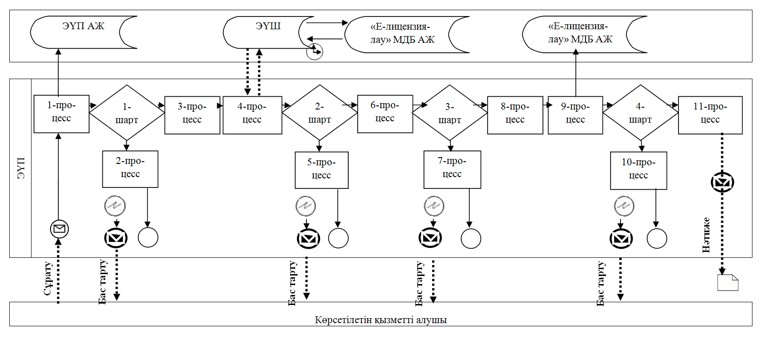 ЭҮП АЖ
ЭҮШ
«Е-лицензия-
лау» МДБ АЖ
«Е-лицензия-
лау» МДБ АЖ
ЭҮП
1-про-
цесс
1-
шарт
3-про-
цесс
4-про-
цесс
2-
шарт
6-про-
цесс
3-
шарт
8-про-
цесс
9-про-
цесс
4-
шарт
11-про-
цесс
2-про-
цесс
5-про-
цесс
7-про-
цесс
10-про-
цесс
Сұрату
Бас тарту
Бас тарту
Бас тарту
Бас тарту
Нәтиже
Көрсетілетін қызметті алушы